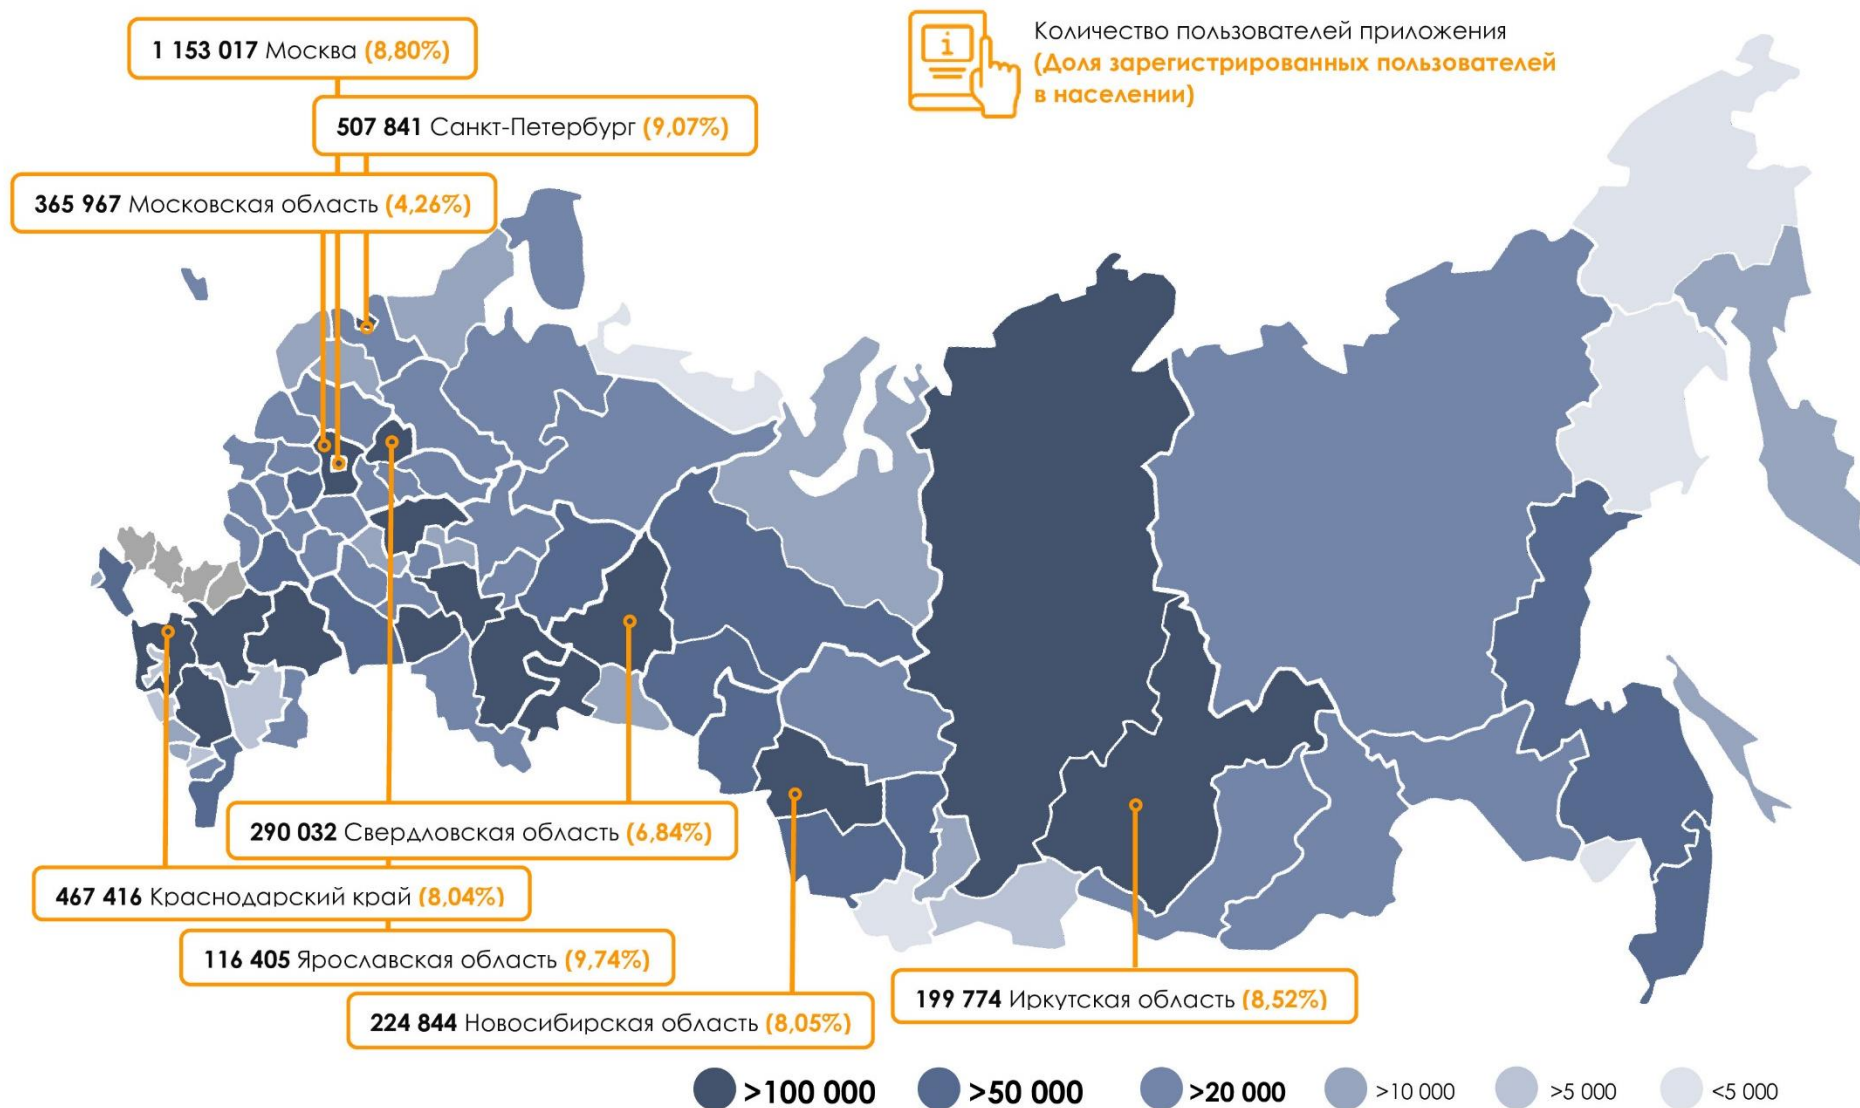 Количество пользователей приложения
(Доля зарегистрированных пользователей
в населении)
1 153 017 Москва (8,80%)
507 841 Санкт-Петербург (9,07%)
365 967 Московская область (4,26%)
290 032 Свердловская область (6,84%)
467 416 Краснодарский край (8,04%)
116 405 Ярославская область (9,74%)
224 844 Новосибирская область (8,05%)
199 774 Иркутская область (8,52%)
>100 000 >50 000 >20 000 >10 000 >5 000 <5 000